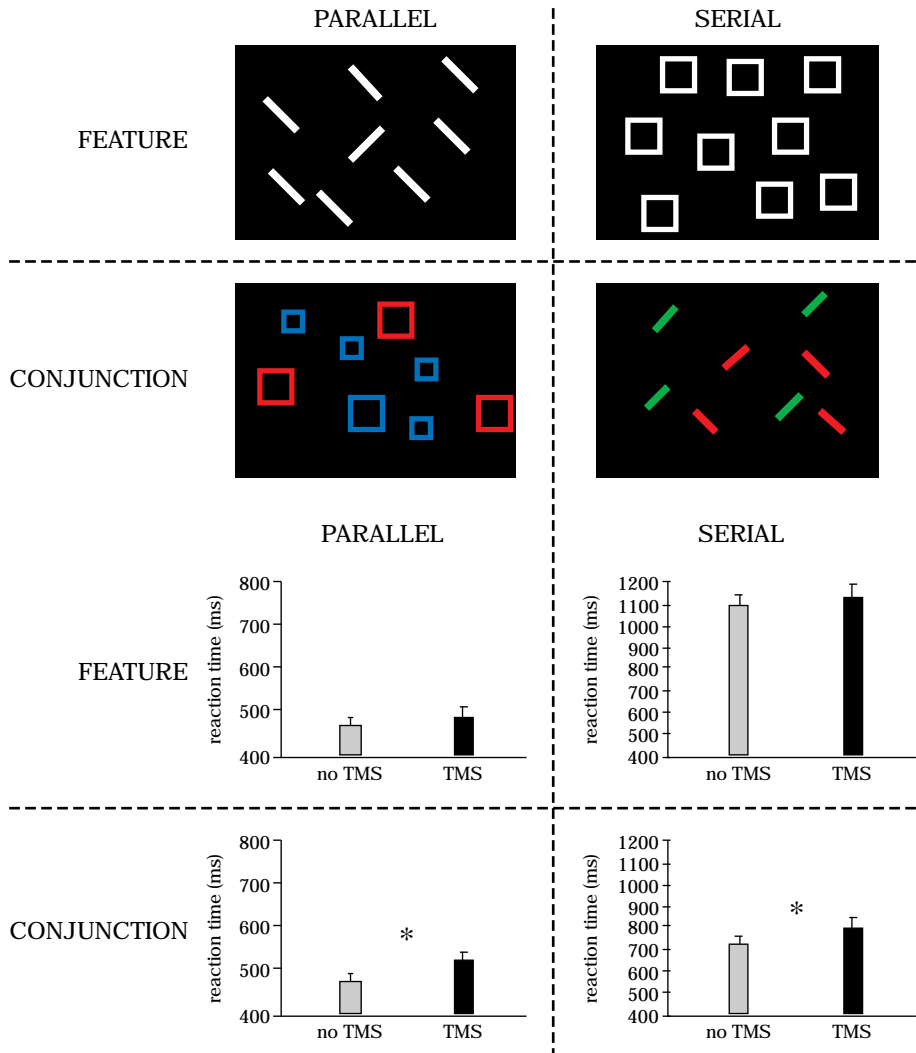 PARALLEL SERIAL
FEATURE
CONJUNCTION
PARALLEL SERIAL
FEATURE
reaction time (ms)
800
700
600
500
400
no TMS TMS
reaction time (ms)
1200
1100
1000
900
800
700
600
500
400
no TMS TMS
CONJUNCTION
reaction time (ms)
800
700
600
500
400
*
no TMS TMS
reaction time (ms)
1200
1100
1000
900
800
700
600
500
400
*
no TMS TMS